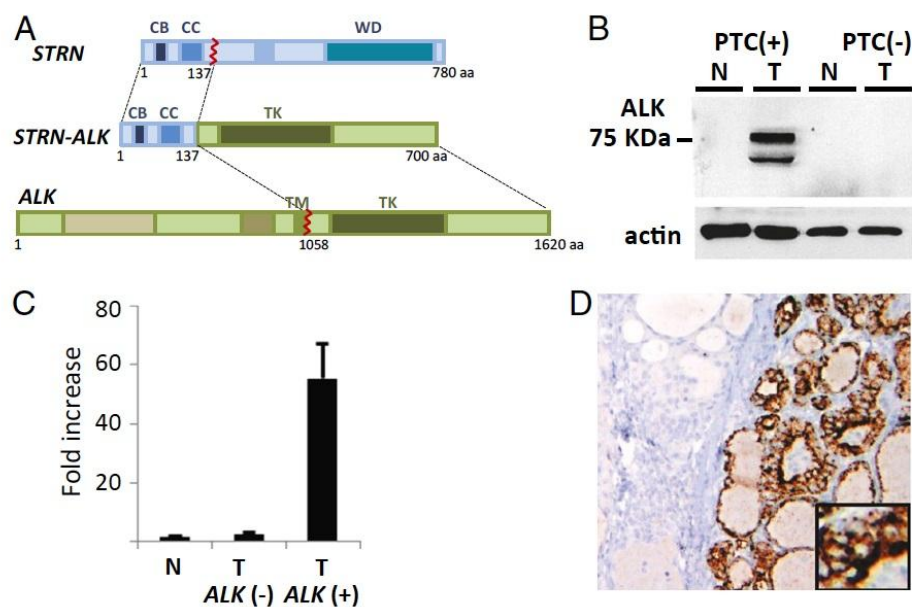 A
CB CC WD
STRN
1 137 780 aa
CB CC TK
STRN-ALK
1 137 700 aa
ALK TM TK
1 1058 1620 aa
B
PTC(+) PTC(-)
N T N T
ALK
75 KDa
actin
C
Fold increase
80
60
40
20
N T T
ALK (-) ALK (+)
D